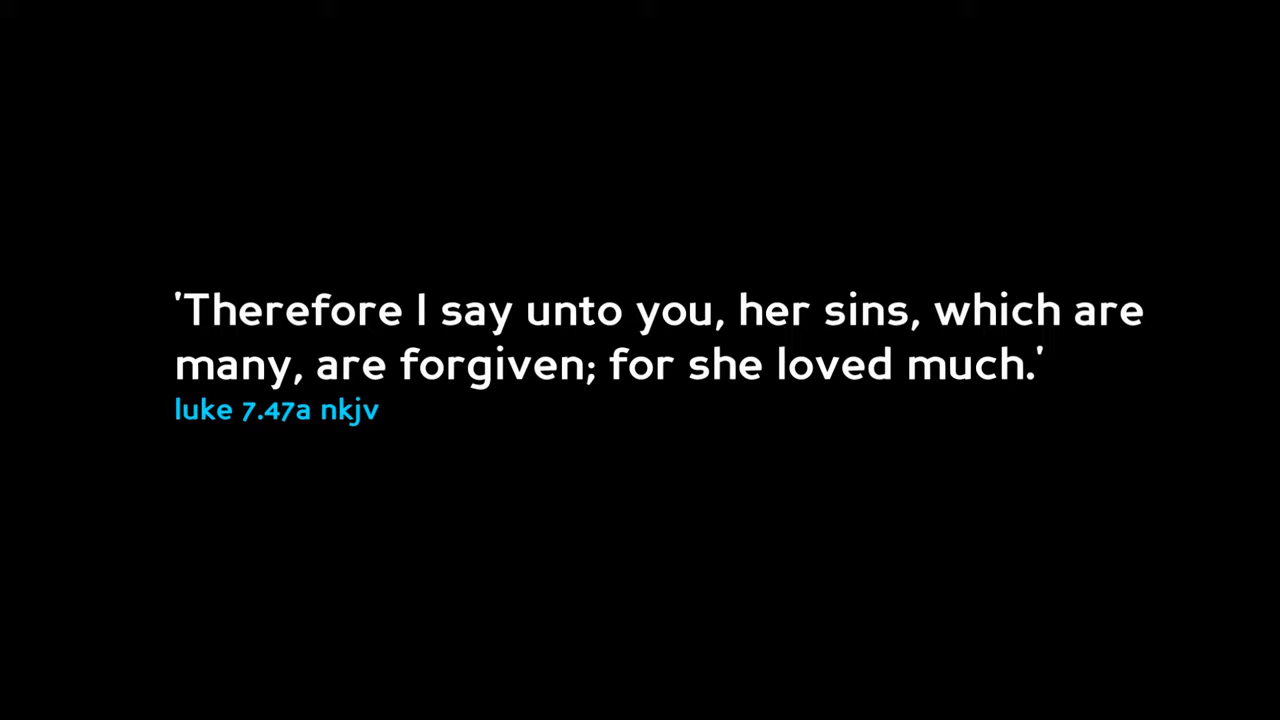 'Therefore I say unto you, her sins, which are
many, are forgiven; for she loved much.'
luke 7.47a nkjv